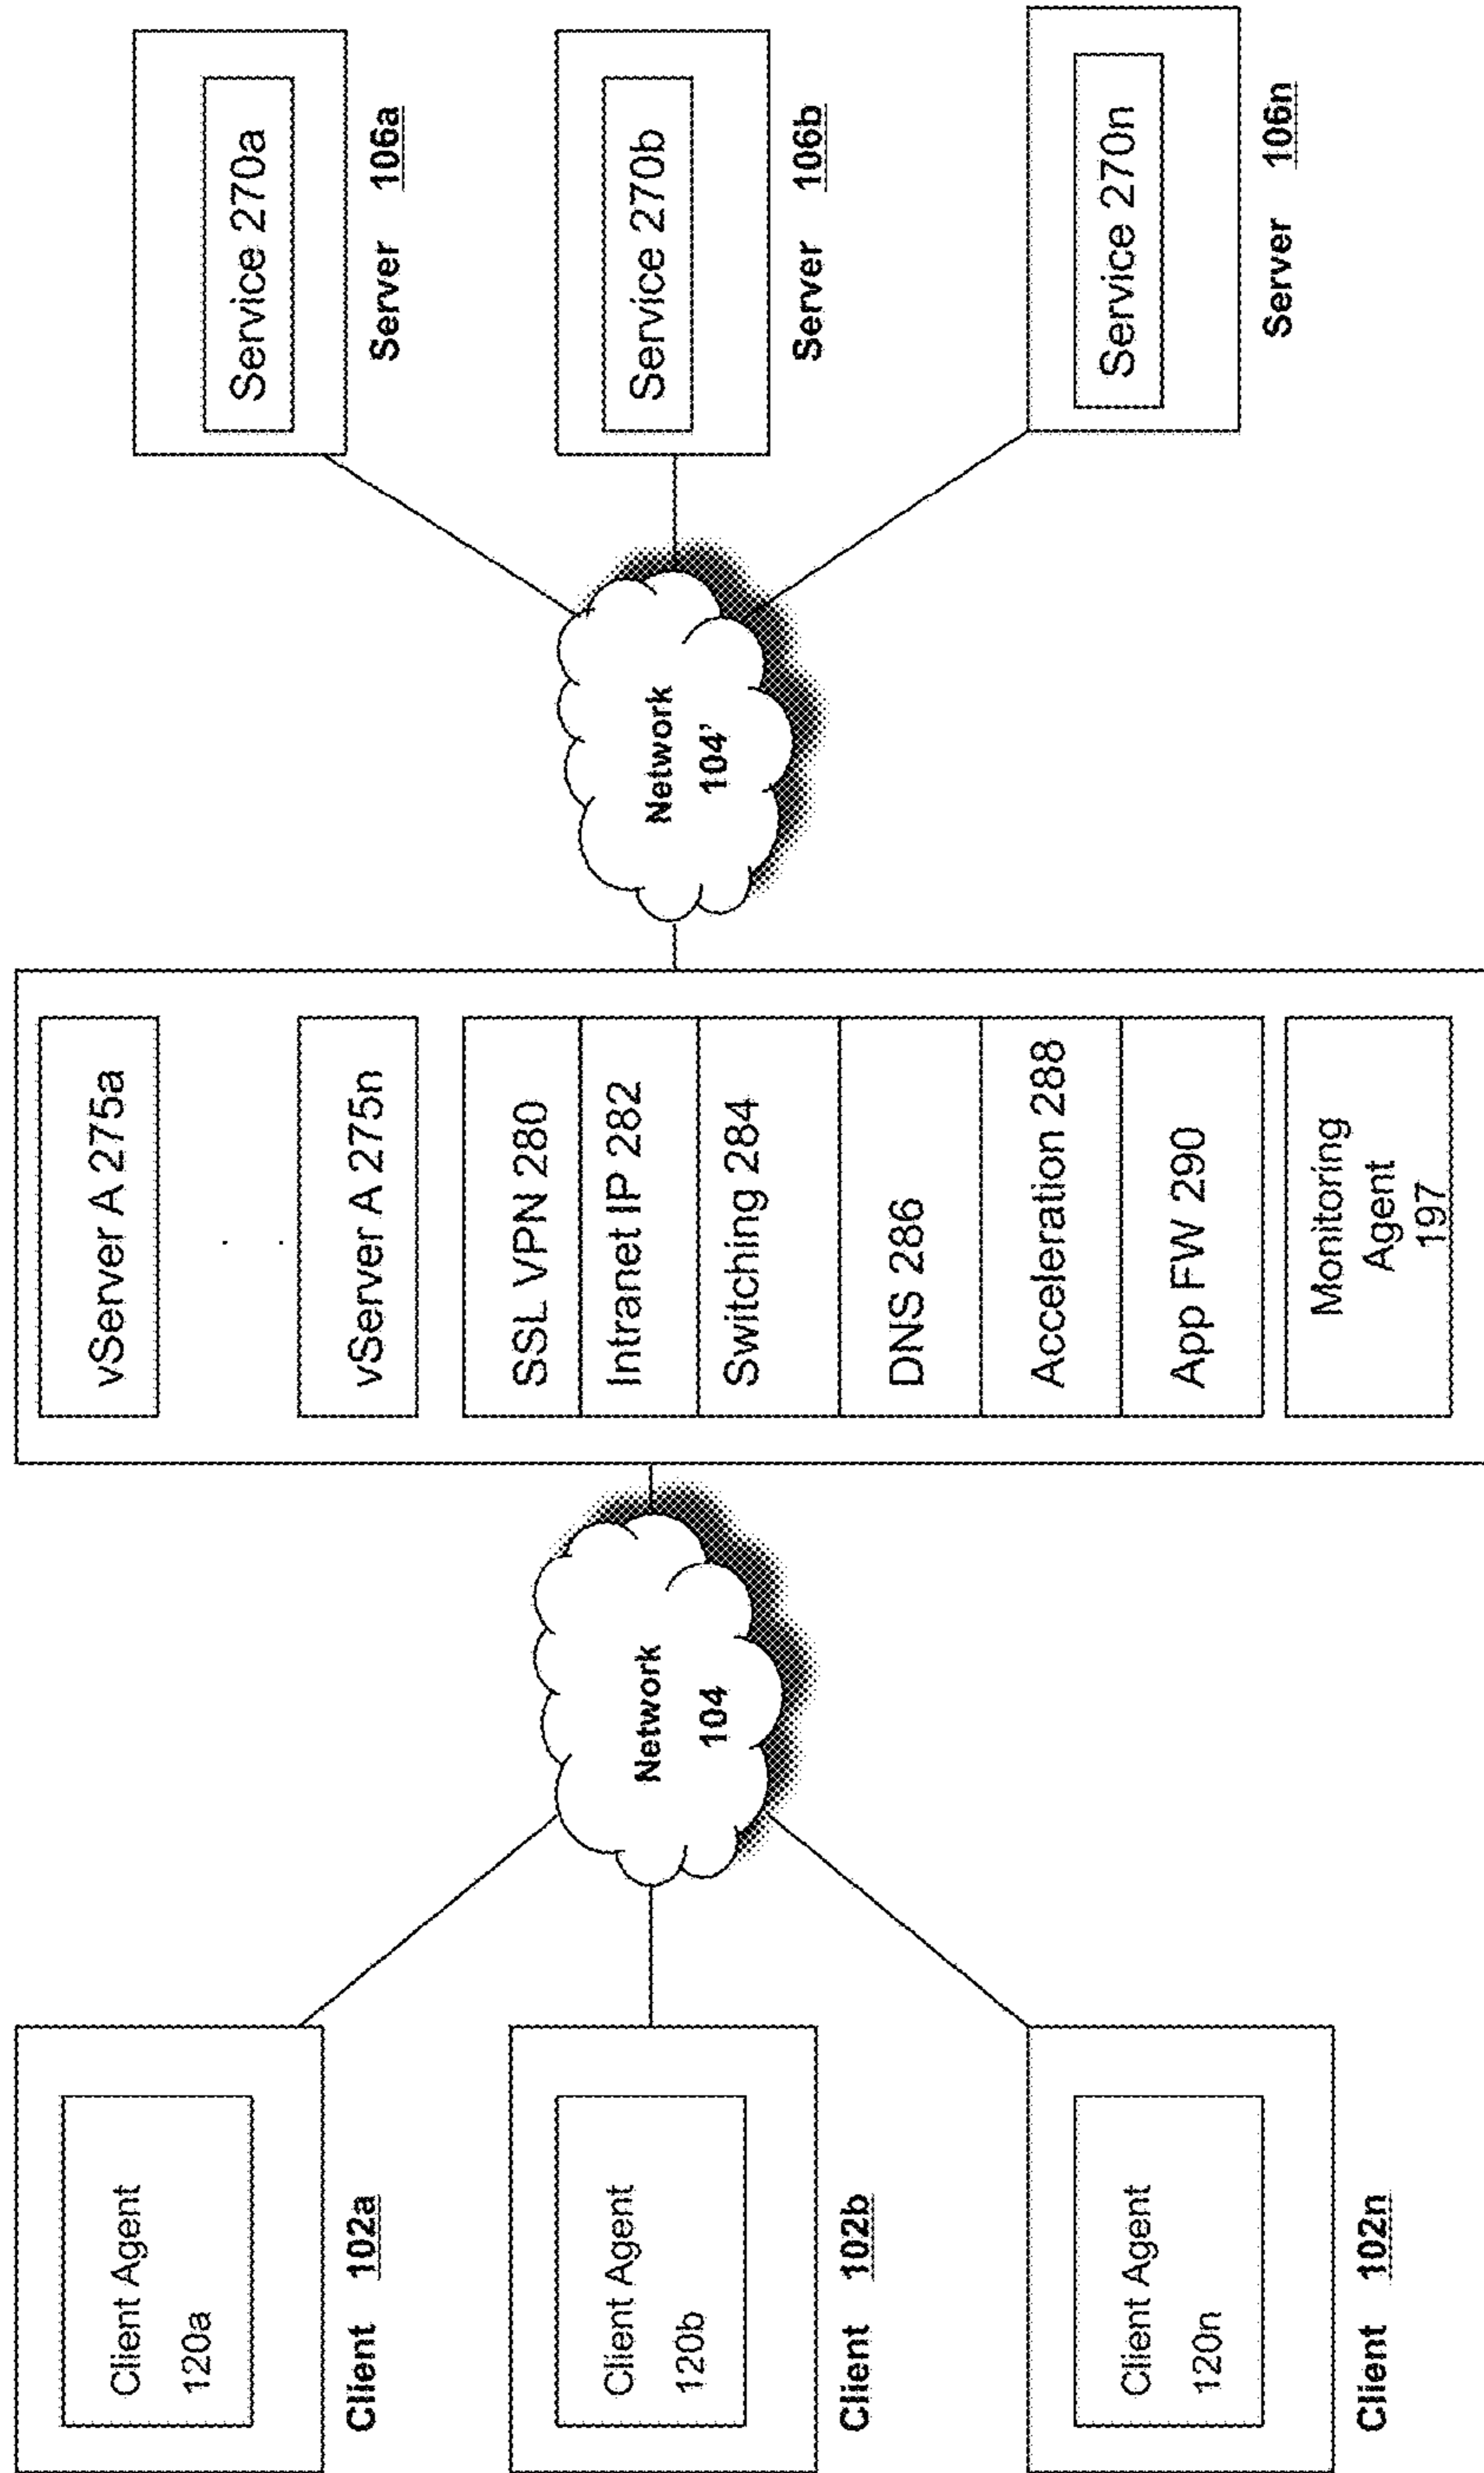 Client Agent
120a
Client 102a
Client Agent
120b
Client 102b
Client Agent
120n
Client 102n
Network
104
vServer A 275a
.
.
vServer A 275n
SSL VPN 280
Intranet IP 282
Switching 284
DNS 286
Acceleration 288
App FW 290
Monitoring
Agent
197
Network
104'
Service 270a
Server 106a
Service 270b
Server 106b
Service 270n
Server 106n